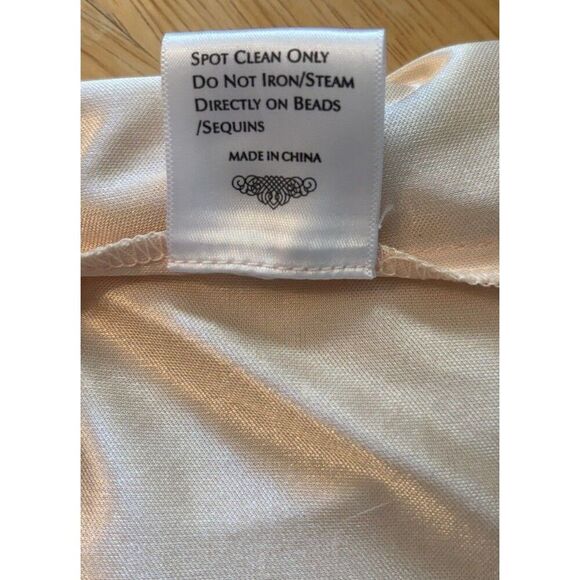 SPOT CLEAN ONLY
DO NOT IRON/STEAM
DIRECTLY ON BEADS
/SEQUINS
MADE IN CHINA